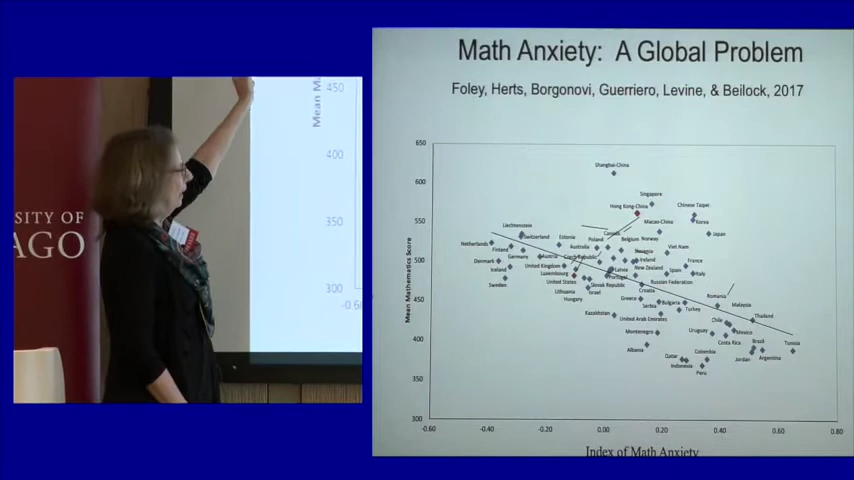 Math Anxiety: A Global Problem
Foley, Herts, Borgonovi, Guerriero, Levine, & Beilock, 2017
SITY OF
AGO
Mean M
450
400
350
300
-0.6
Mean Mathematics Score
650
600
550
500
450
400
350
300
-0.60
-0.40
-0.20
0.00
0.20
0.40
0.60
0.80
Index of Math Anxiety
Shanghai-China
Singapore
Hong Kong-China
Chinese Taipei
Macao-China
Korea
Japan
Liechtenstein
Switzerland
Estonia
Canada
Poland
Belgium
Norway
Netherlands
Finland
Australia
Viet Nam
Germany
Austria
Czech Republic
Slovenia
Ireland
France
Denmark
United Kingdom
Latvia
New Zealand
Spain
Italy
Iceland
Luxembourg
Portugal
Sweden
United States
Slovak Republic
Russian Federation
Lithuania
Israel
Croatia
Hungary
Greece
Bulgaria
Romania
Serbia
Turkey
Malaysia
Kazakhstan
United Arab Emirates
Chile
Thailand
Montenegro
Uruguay
Mexico
Costa Rica
Brazil
Tunisia
Albania
Colombia
Qatar
Jordan
Argentina
Indonesia
Peru